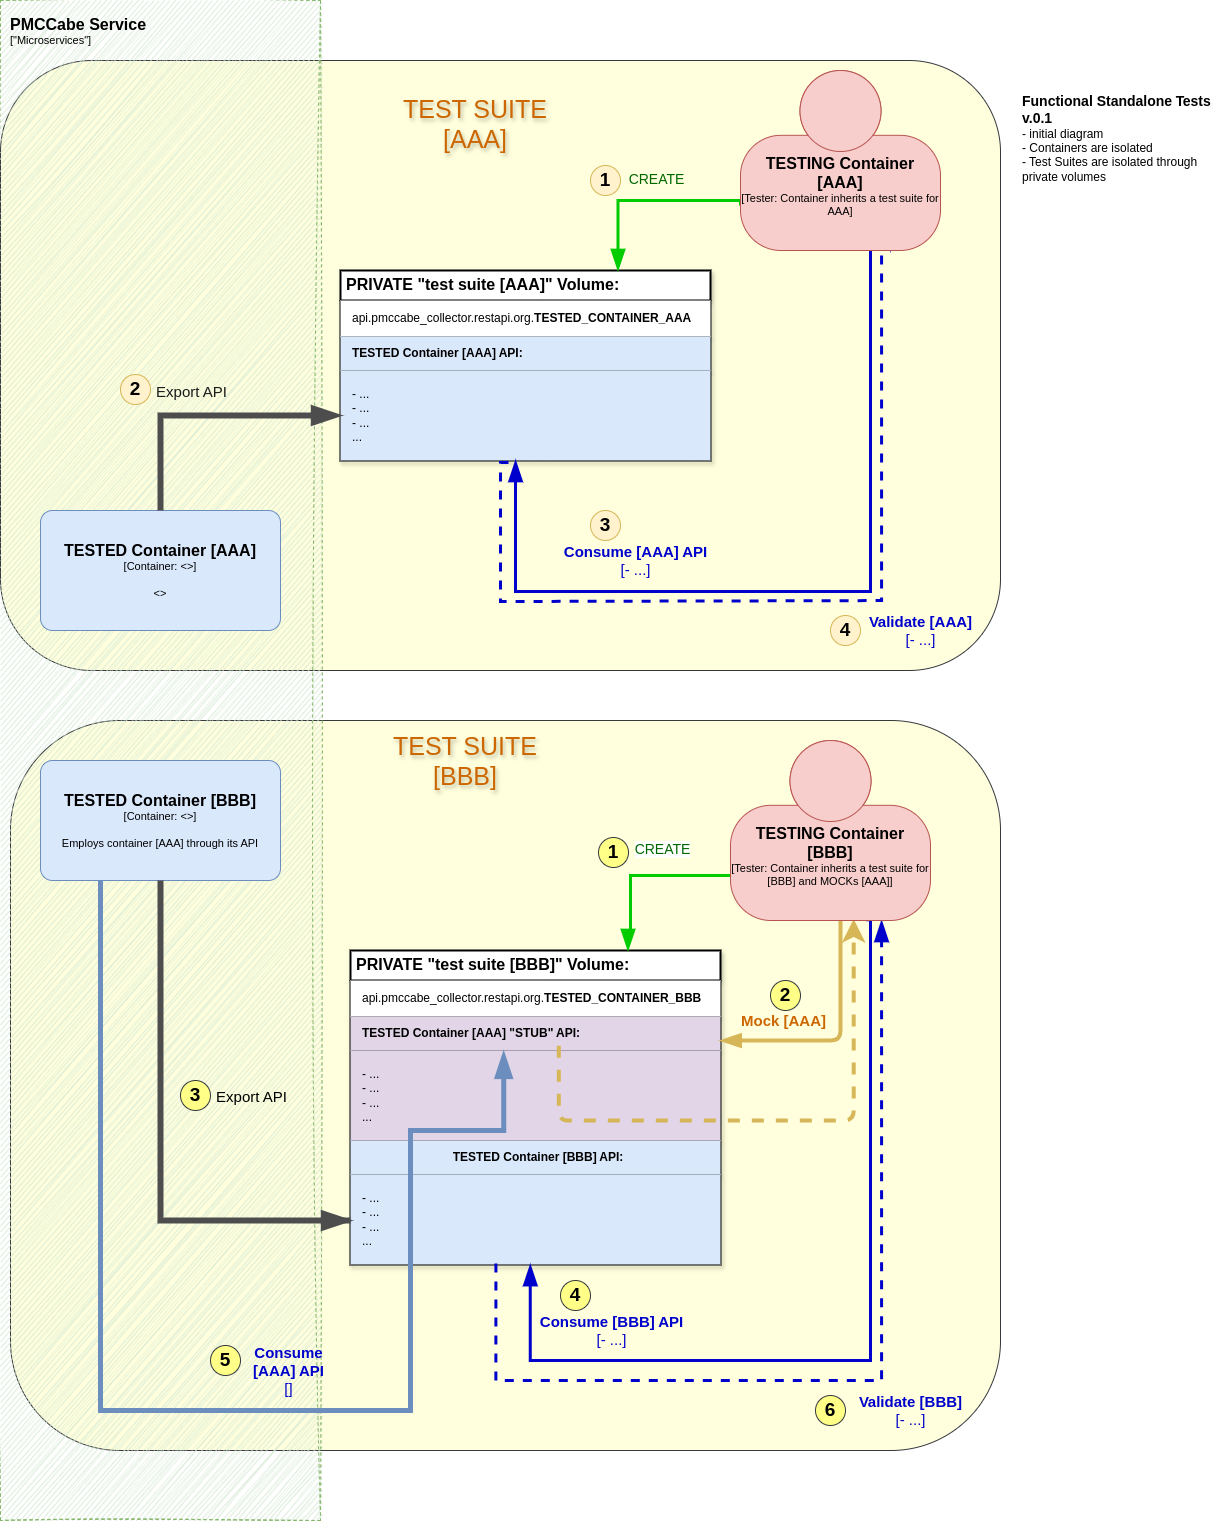 PMCCabe Service
["Microservices"]
TEST SUITE
[AAA]
TESTING Container
[AAA]
[Tester: Container inherits a test suite for
AAA]
Functional Standalone Tests
v.0.1
- initial diagram
- Containers are isolated
- Test Suites are isolated through
private volumes
1 CREATE
PRIVATE "test suite [AAA]" Volume:
api.pmccabe_collector.restapi.org.TESTED_CONTAINER_AAA
TESTED Container [AAA] API:
- ...
- ...
- ...
...
2 Export API
TESTED Container [AAA]
[Container: <>]
<>
3
Consume [AAA] API
[- ...]
4 Validate [AAA]
[- ...]
TEST SUITE
[BBB]
TESTED Container [BBB]
[Container: <>]
Employs container [AAA] through its API
TESTING Container
[BBB]
[Tester: Container inherits a test suite for
[BBB] and MOCKs [AAA]]
1 CREATE
PRIVATE "test suite [BBB]" Volume:
api.pmccabe_collector.restapi.org.TESTED_CONTAINER_BBB
TESTED Container [AAA] "STUB" API:
- ...
- ...
- ...
...
2
Mock [AAA]
3 Export API
TESTED Container [BBB] API:
- ...
- ...
- ...
...
4
Consume [BBB] API
[- ...]
5 Consume
[AAA] API
[]
6 Validate [BBB]
[- ...]